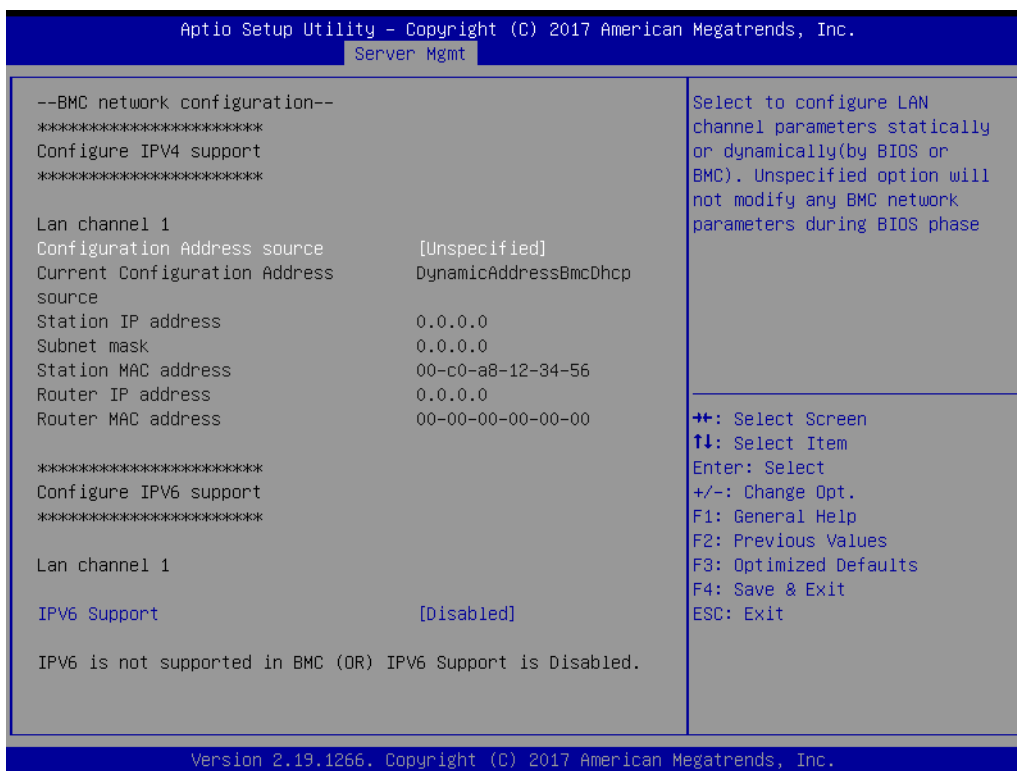 Aptio Setup Utility – Copyright (C) 2017 American Megatrends, Inc.
Server Mgmt
--BMC network configuration--
**********************
Configure IPV4 support
**********************
Lan channel 1
Configuration Address source [Unspecified]
Current Configuration Address DynamicAddressBmcDhcp
source
Station IP address 0.0.0.0
Subnet mask 0.0.0.0
Station MAC address 00-c0-a8-12-34-56
Router IP address 0.0.0.0
Router MAC address 00-00-00-00-00-00
**********************
Configure IPV6 support
**********************
Lan channel 1
IPV6 Support [Disabled]
IPV6 is not supported in BMC (OR) IPV6 Support is Disabled.
Select to configure LAN
channel parameters statically
or dynamically(by BIOS or
BMC). Unspecified option will
not modify any BMC network
parameters during BIOS phase
→←: Select Screen
↑↓: Select Item
Enter: Select
+/-: Change Opt.
F1: General Help
F2: Previous Values
F3: Optimized Defaults
F4: Save & Exit
ESC: Exit
Version 2.19.1266. Copyright (C) 2017 American Megatrends, Inc.